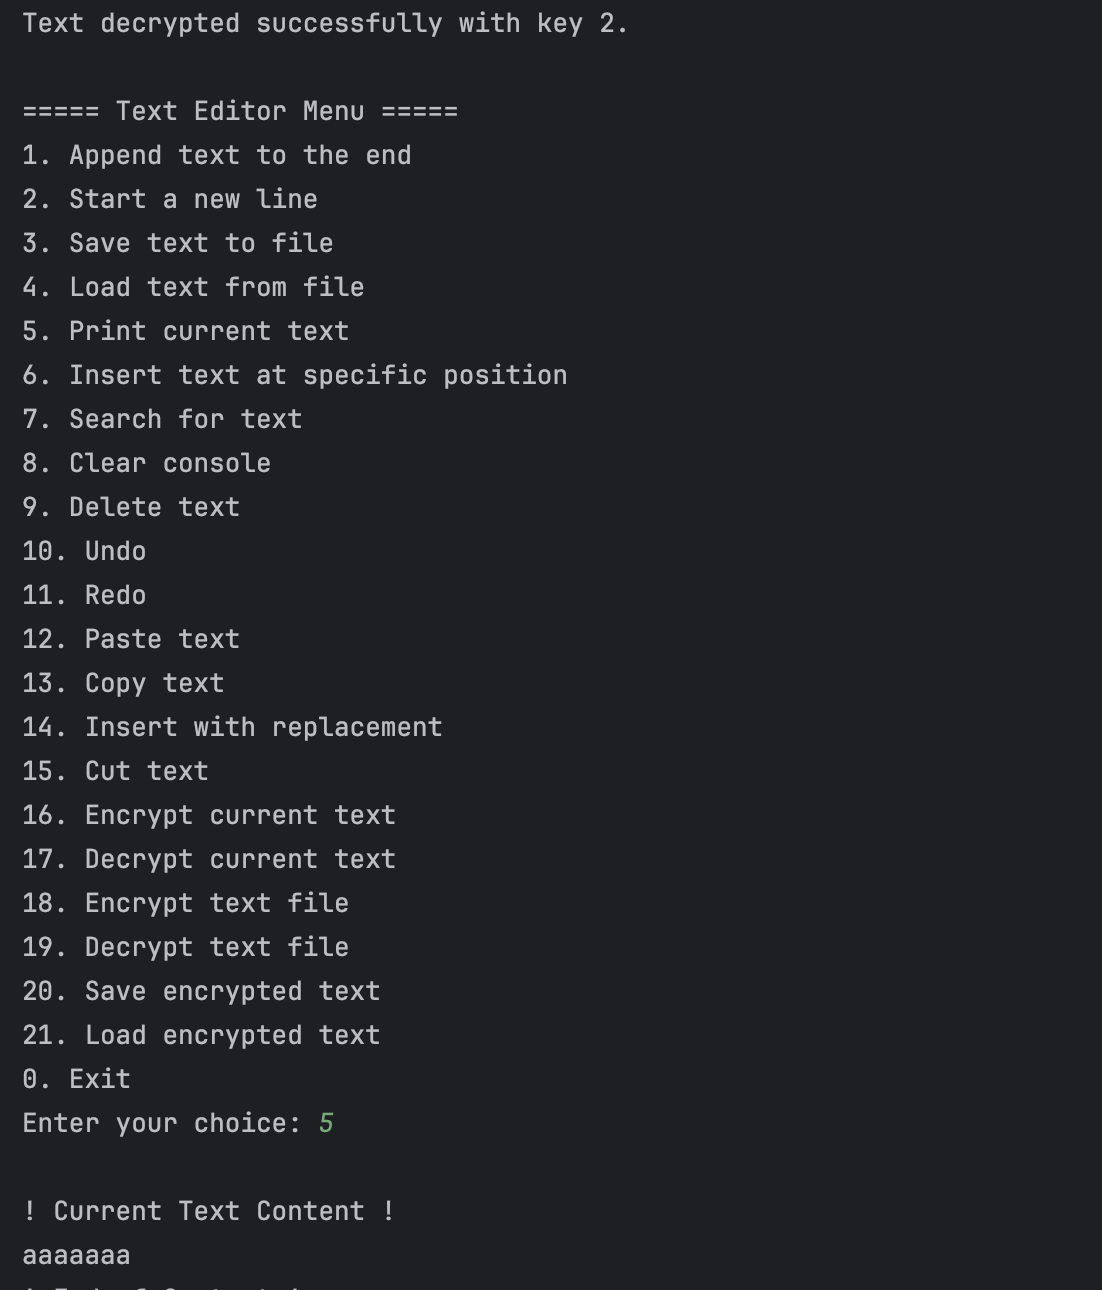 Text decrypted successfully with key 2.
===== Text Editor Menu =====
1. Append text to the end
2. Start a new line
3. Save text to file
4. Load text from file
5. Print current text
6. Insert text at specific position
7. Search for text
8. Clear console
9. Delete text
10. Undo
11. Redo
12. Paste text
13. Copy text
14. Insert with replacement
15. Cut text
16. Encrypt current text
17. Decrypt current text
18. Encrypt text file
19. Decrypt text file
20. Save encrypted text
21. Load encrypted text
0. Exit
Enter your choice: 5
! Current Text Content !
aaaaaaa